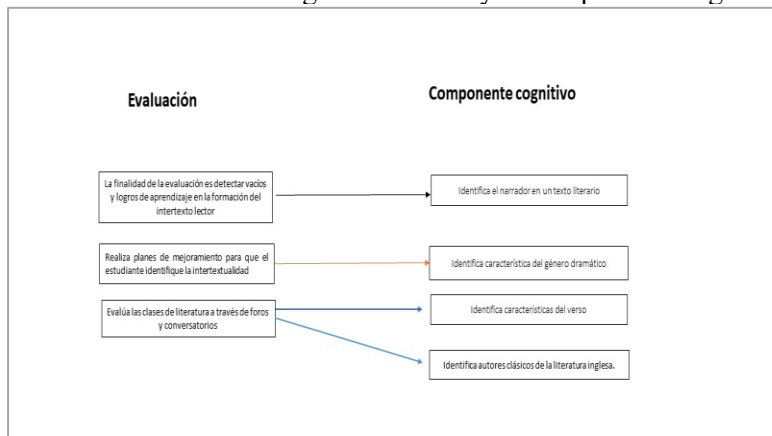 Evaluación
Componente cognitivo
La finalidad de la evaluación es detectar vacíos
y logros de aprendizaje en la formación del
intertexto lector
Identifica el narrador en un texto literario
Realiza planes de mejoramiento para que el
estudiante identifique la intertextualidad
Identifica característica del género dramático
Evalúa las clases de literatura a través de foros
y conversatorios
Identifica características del verso
Identifica autores clásicos de la literatura inglesa.